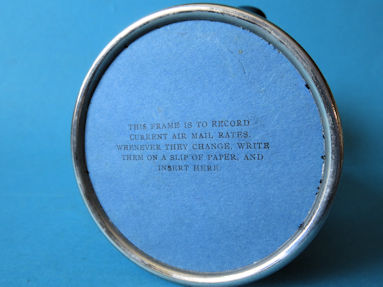 THIS FRAME IS TO RECORD
CURRENT AIR MAIL RATES.
WHENEVER THEY CHANGE, WRITE
THEM ON A SLIP OF PAPER, AND
INSERT HERE.